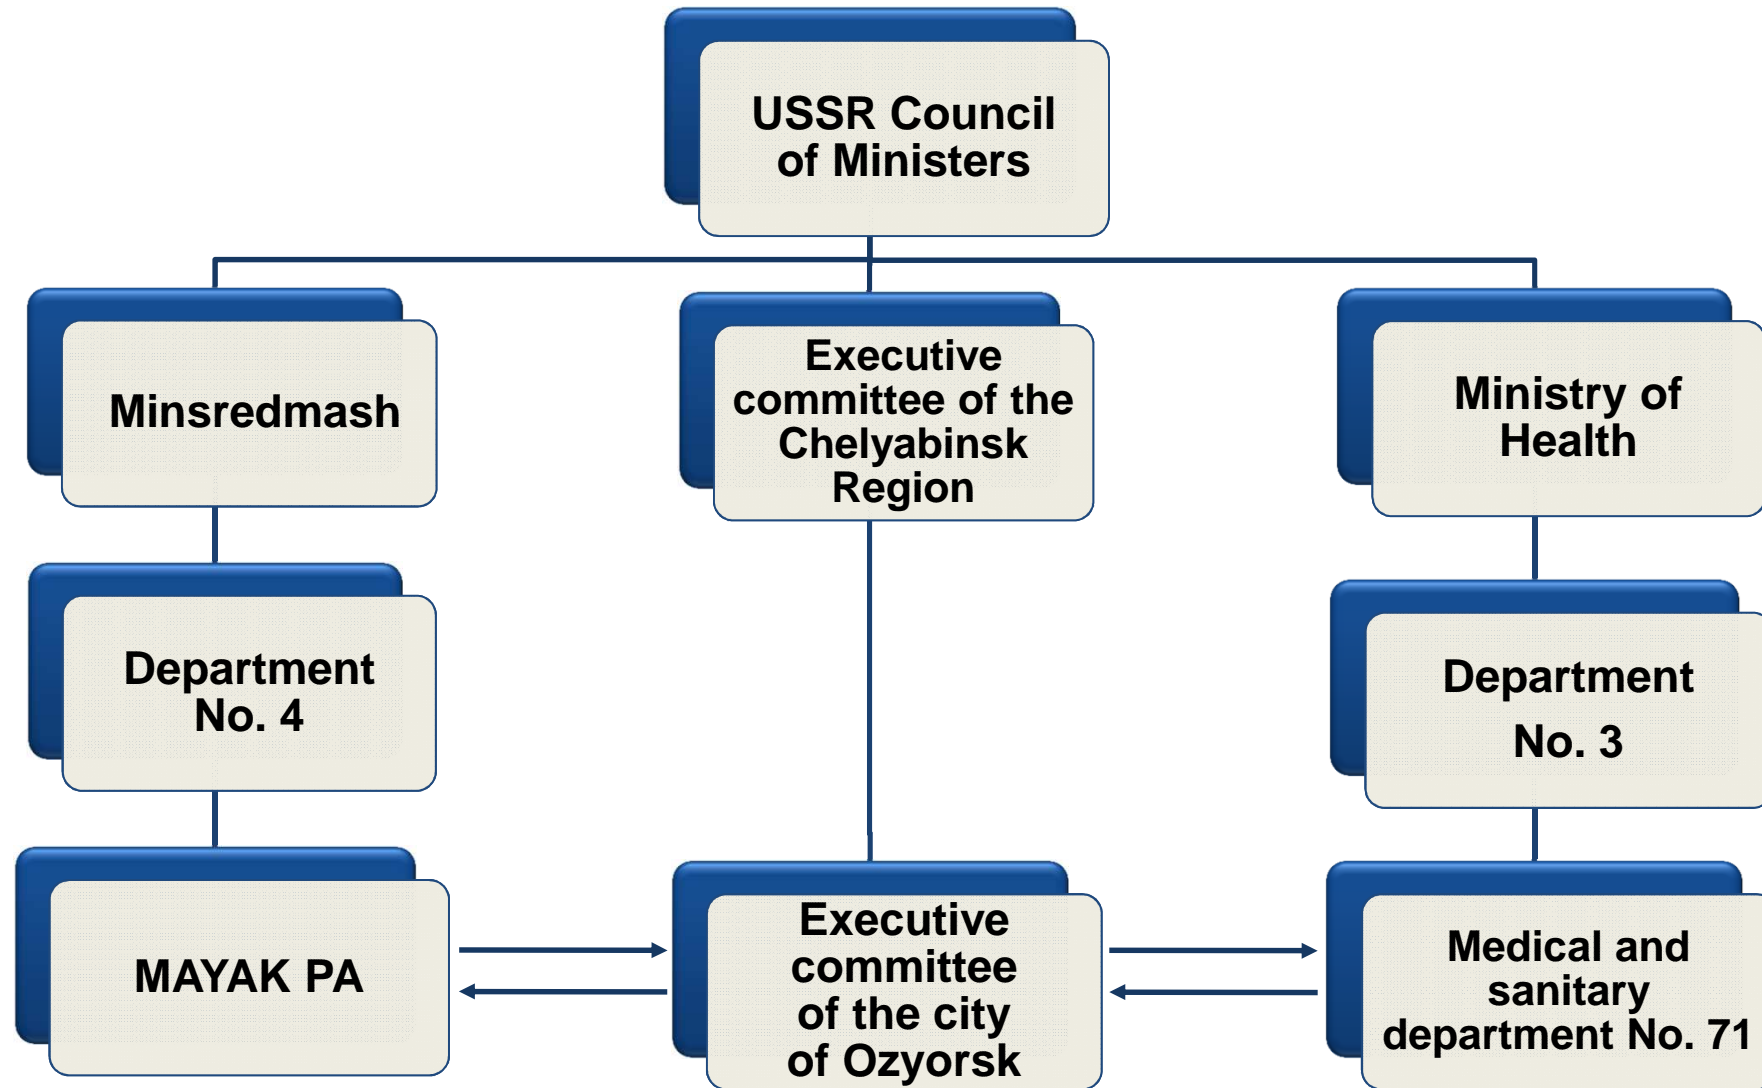 USSR Council
of Ministers
Minsredmash
Executive
committee of the
Chelyabinsk
Region
Ministry of
Health
Department
No. 4
Department
No. 3
MAYAK PA
Executive
committee
of the city
of Ozyorsk
Medical and
sanitary
department No. 71